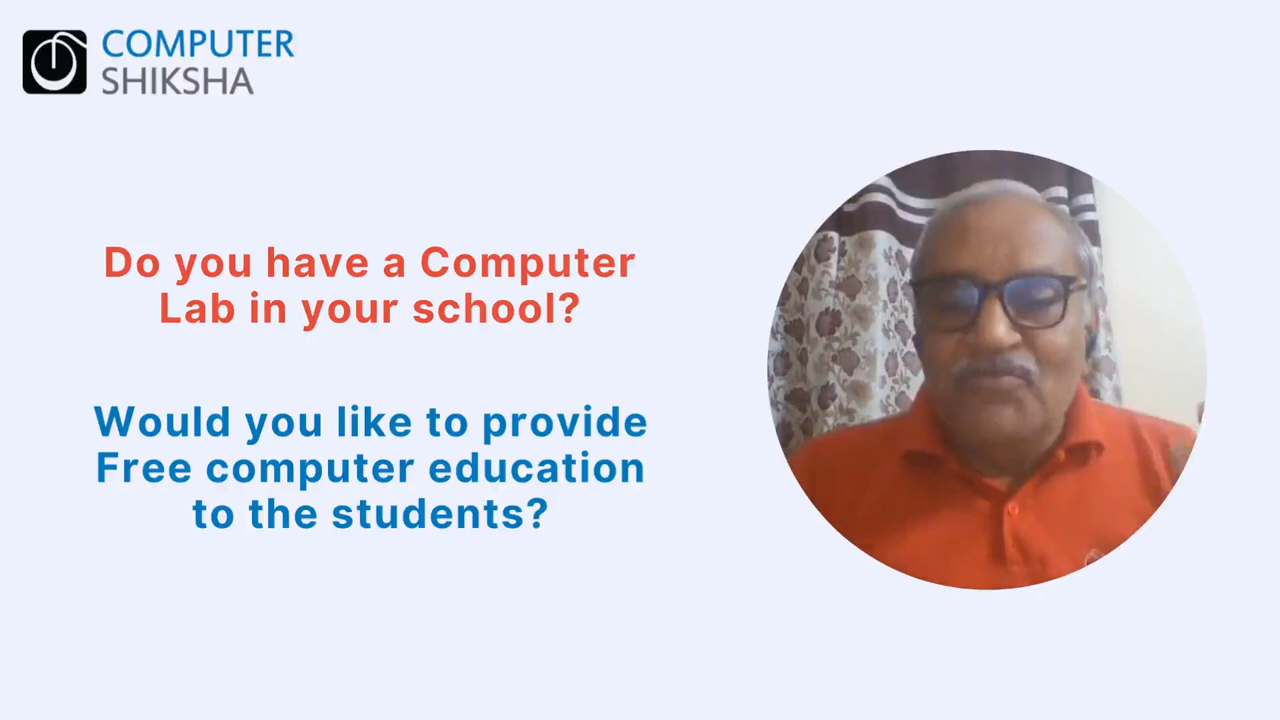 COMPUTER
SHIKSHA
Do you have a Computer
Lab in your school?
Would you like to provide
Free computer education
to the students?